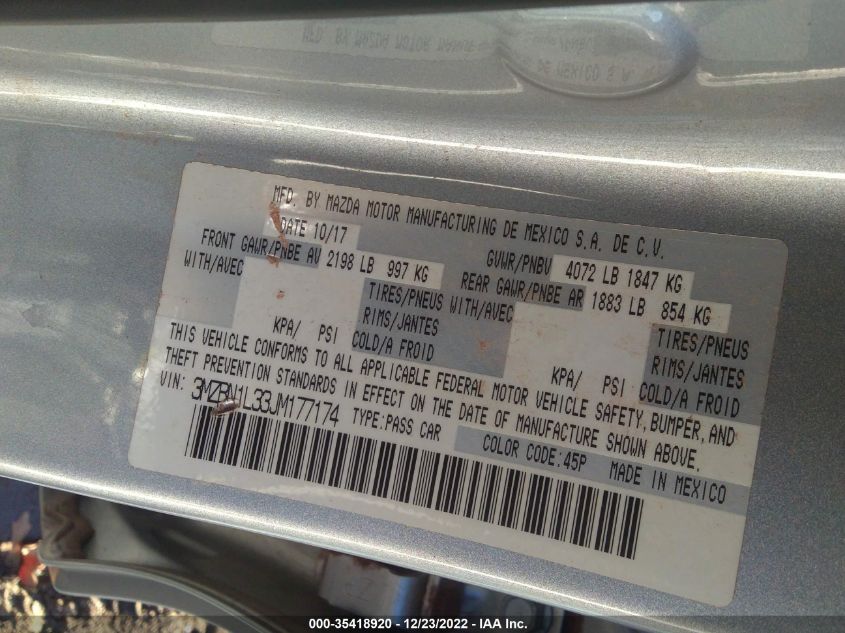 MFD. BY MAZDA MOTOR MANUFACTURING DE MEXICO S.A. DE C.V.
DATE 10/17 GVWR/PNBV 4072 LB 1847 KG
FRONT GAWR/PNBE AV 2198 LB 997 KG REAR GAWR/PNBE AR 1883 LB 854 KG
WITH/AVEC TIRES/PNEUS WITH/AVEC TIRES/PNEUS
RIMS/JANTES RIMS/JANTES
KPA/ PSI COLD/A FROID KPA/ PSI COLD/A FROID
THIS VEHICLE CONFORMS TO ALL APPLICABLE FEDERAL MOTOR VEHICLE SAFETY, BUMPER, AND
THEFT PREVENTION STANDARDS IN EFFECT ON THE DATE OF MANUFACTURE SHOWN ABOVE.
VIN: 3MZBN1L33JM177174 TYPE:PASS CAR
COLOR CODE:45P MADE IN MEXICO
000-35418920 - 12/23/2022 - IAA Inc.